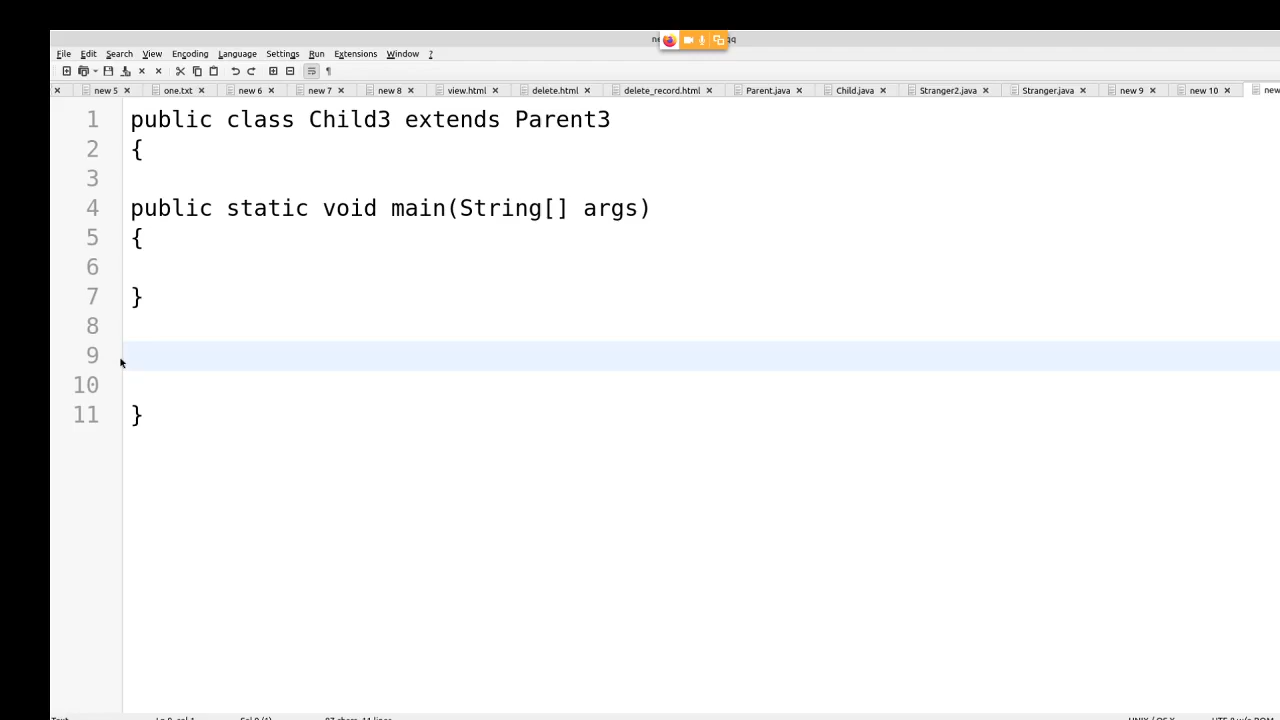 File Edit Search View Encoding Language Settings Run Extensions Window ?
new 5 one.txt new 6 new 7 new 8 view.html delete.html delete_record.html Parent.java Child.java Stranger2.java Stranger.java new 9 new 10 new
1 public class Child3 extends Parent3
2 {
3
4 public static void main(String[] args)
5 {
6
7 }
8
9
10
11 }